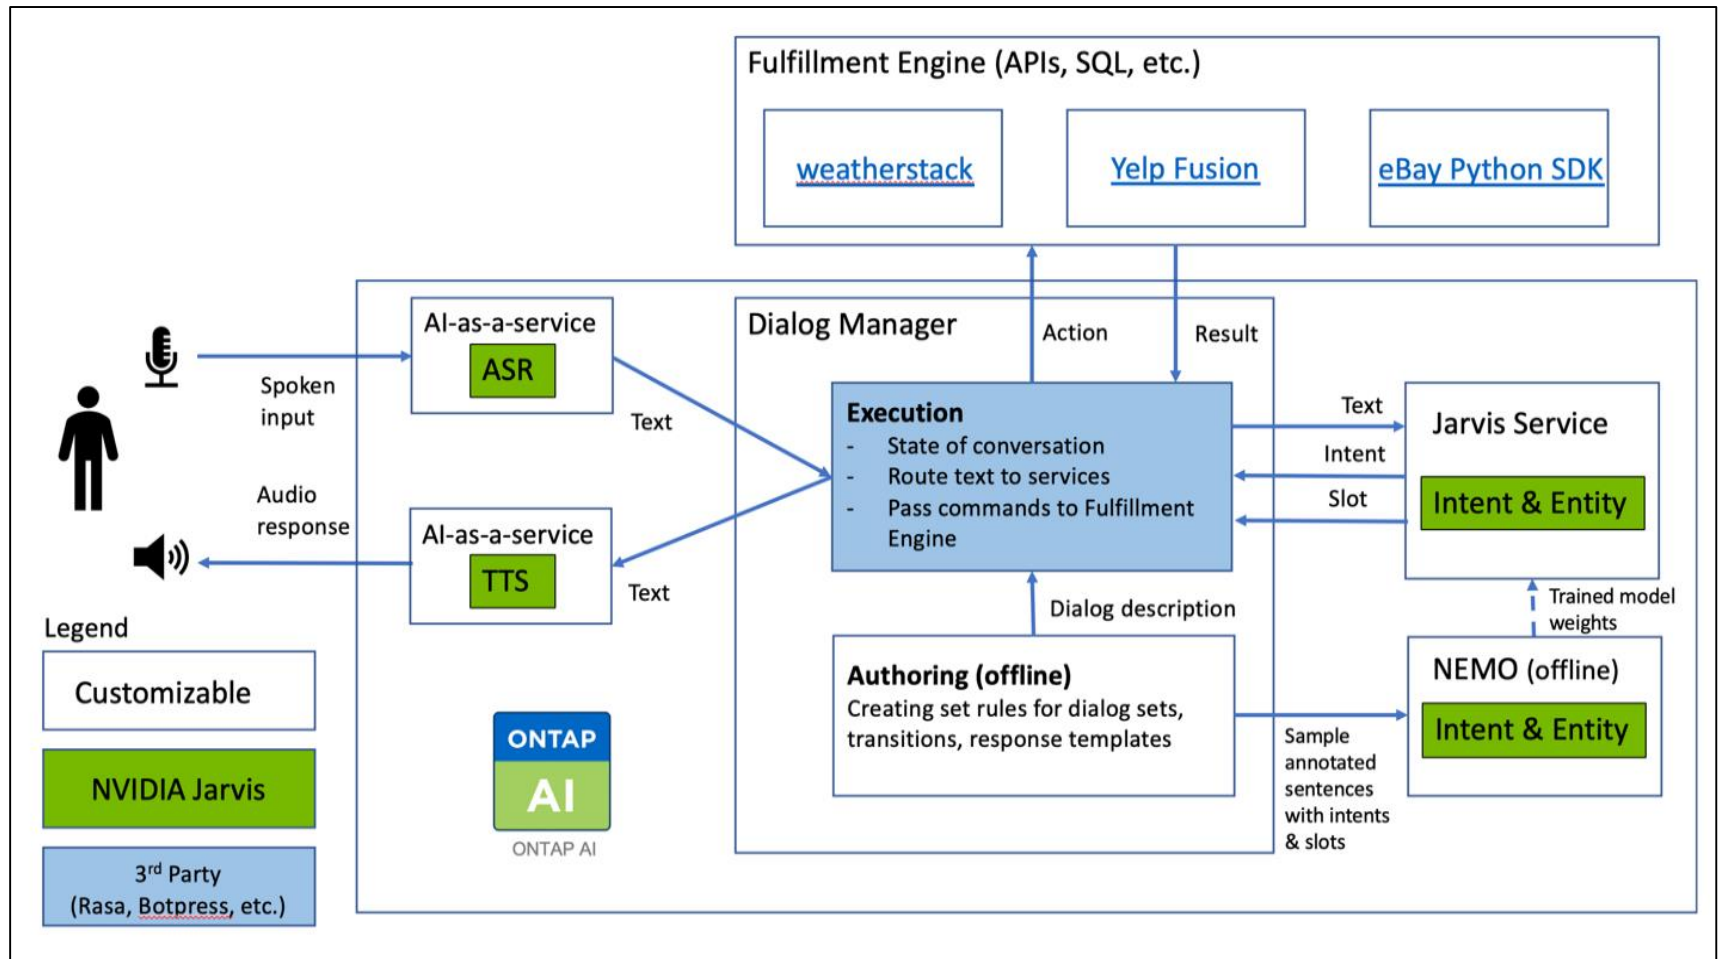 Fulfillment Engine (APIs, SQL, etc.)
weatherstack
Yelp Fusion
eBay Python SDK
Action
Result
Spoken
input
Audio
response
AI-as-a-service
ASR
Text
AI-as-a-service
TTS
Text
Dialog Manager
Execution
- State of conversation
- Route text to services
- Pass commands to Fulfillment
Engine
Dialog description
Authoring (offline)
Creating set rules for dialog sets,
transitions, response templates
Text
Intent
Slot
Jarvis Service
Intent & Entity
Trained model
weights
NEMO (offline)
Intent & Entity
Sample
annotated
sentences
with intents
& slots
Legend
Customizable
NVIDIA Jarvis
3rd Party
(Rasa, Botpress, etc.)
ONTAP
AI
ONTAP AI